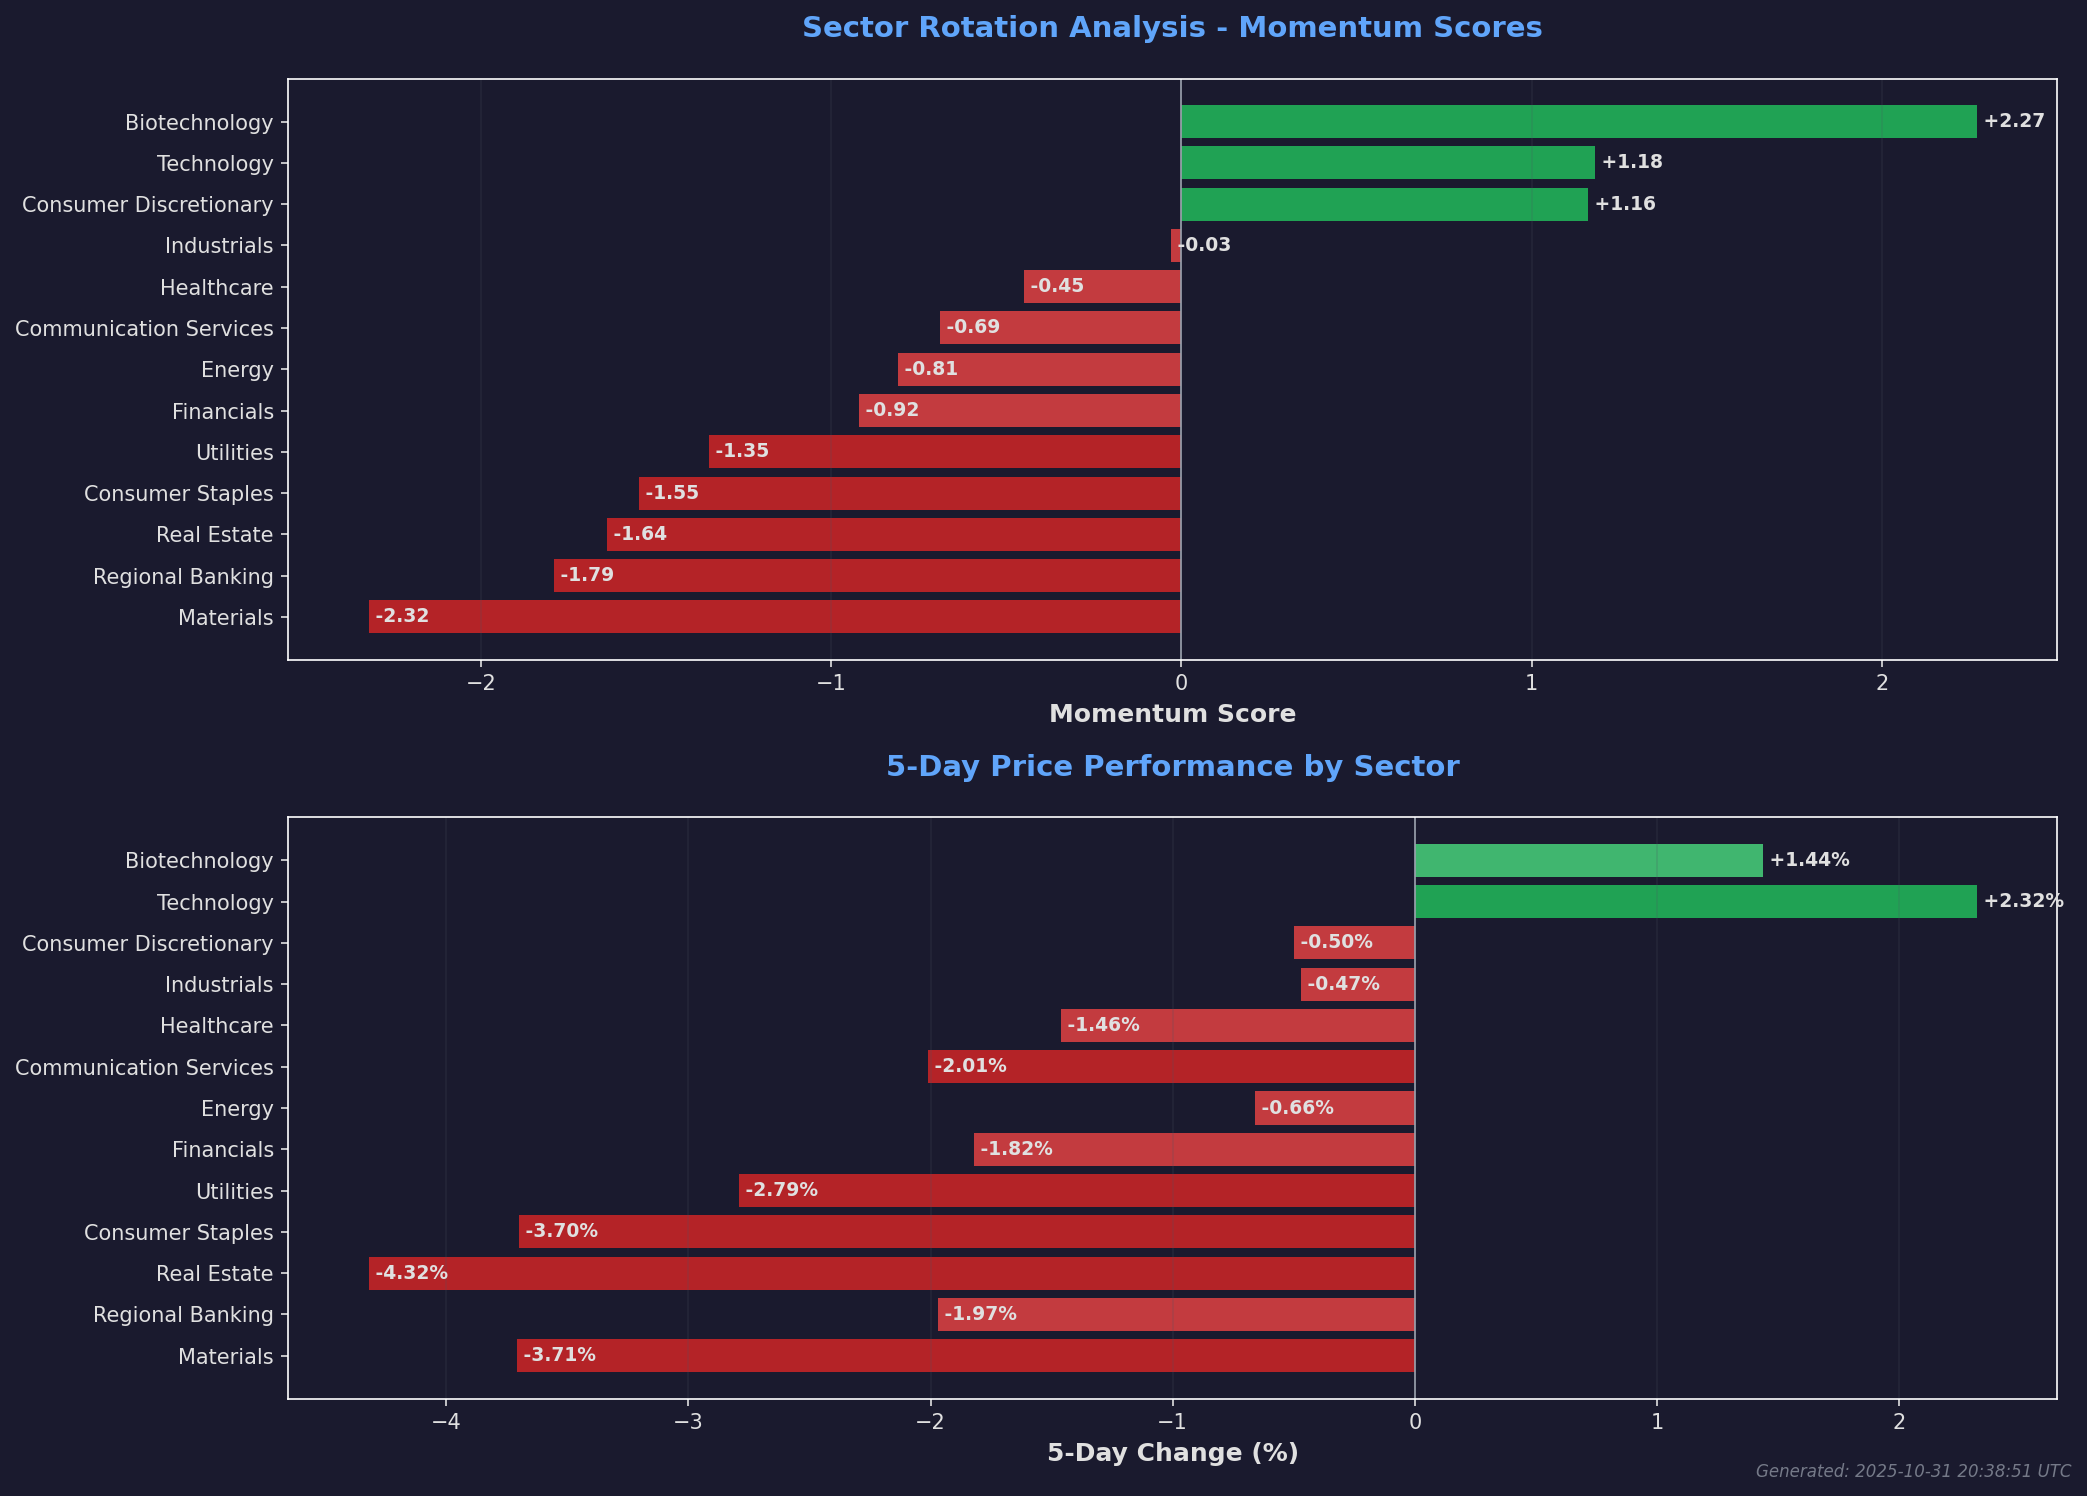 Sector Rotation Analysis - Momentum Scores
Biotechnology +2.27
Technology +1.18
Consumer Discretionary +1.16
Industrials -0.03
Healthcare -0.45
Communication Services -0.69
Energy -0.81
Financials -0.92
Utilities -1.35
Consumer Staples -1.55
Real Estate -1.64
Regional Banking -1.79
Materials -2.32
−2 −1 0 1 2
Momentum Score
5-Day Price Performance by Sector
Biotechnology +1.44%
Technology +2.32%
Consumer Discretionary -0.50%
Industrials -0.47%
Healthcare -1.46%
Communication Services -2.01%
Energy -0.66%
Financials -1.82%
Utilities -2.79%
Consumer Staples -3.70%
Real Estate -4.32%
Regional Banking -1.97%
Materials -3.71%
−4 −3 −2 −1 0 1 2
5-Day Change (%)
Generated: 2025-10-31 20:38:51 UTC